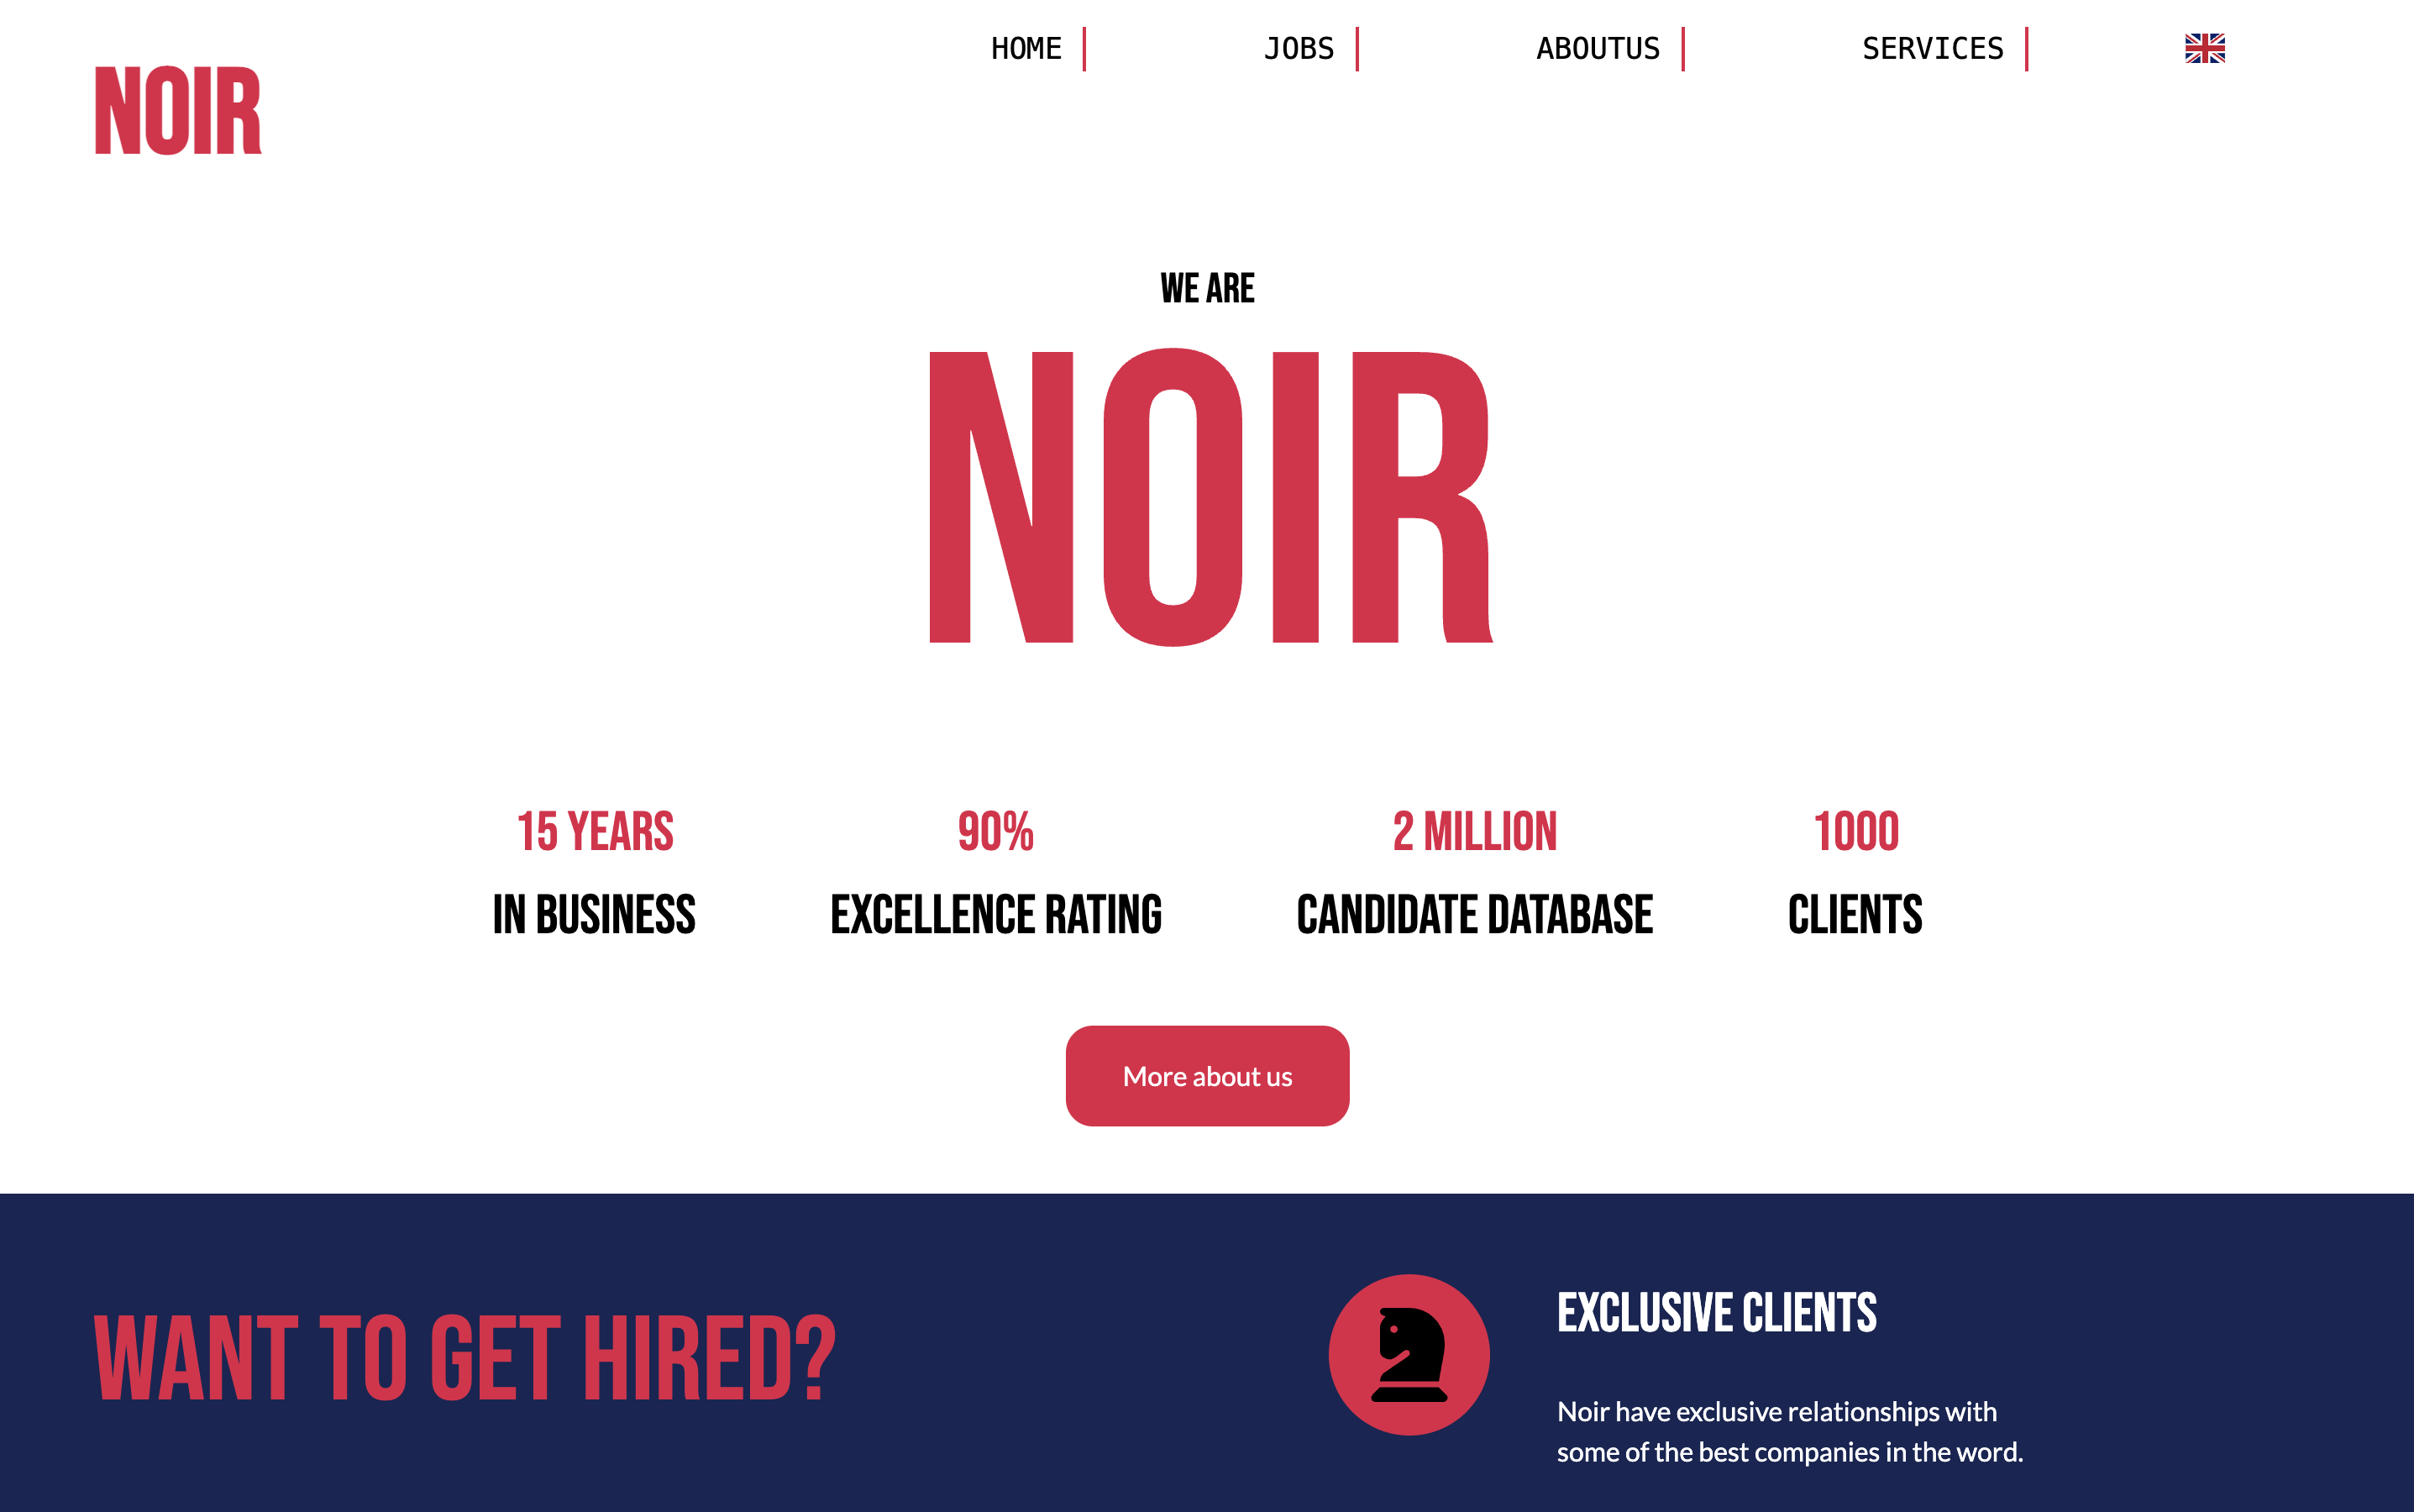 HOME
JOBS
ABOUTUS
SERVICES
NOIR
WE ARE
NOIR
15 YEARS
IN BUSINESS
90%
EXCELLENCE RATING
2 MILLION
CANDIDATE DATABASE
1000
CLIENTS
More about us
WANT TO GET HIRED?
EXCLUSIVE CLIENTS
Noir have exclusive relationships with
some of the best companies in the word.